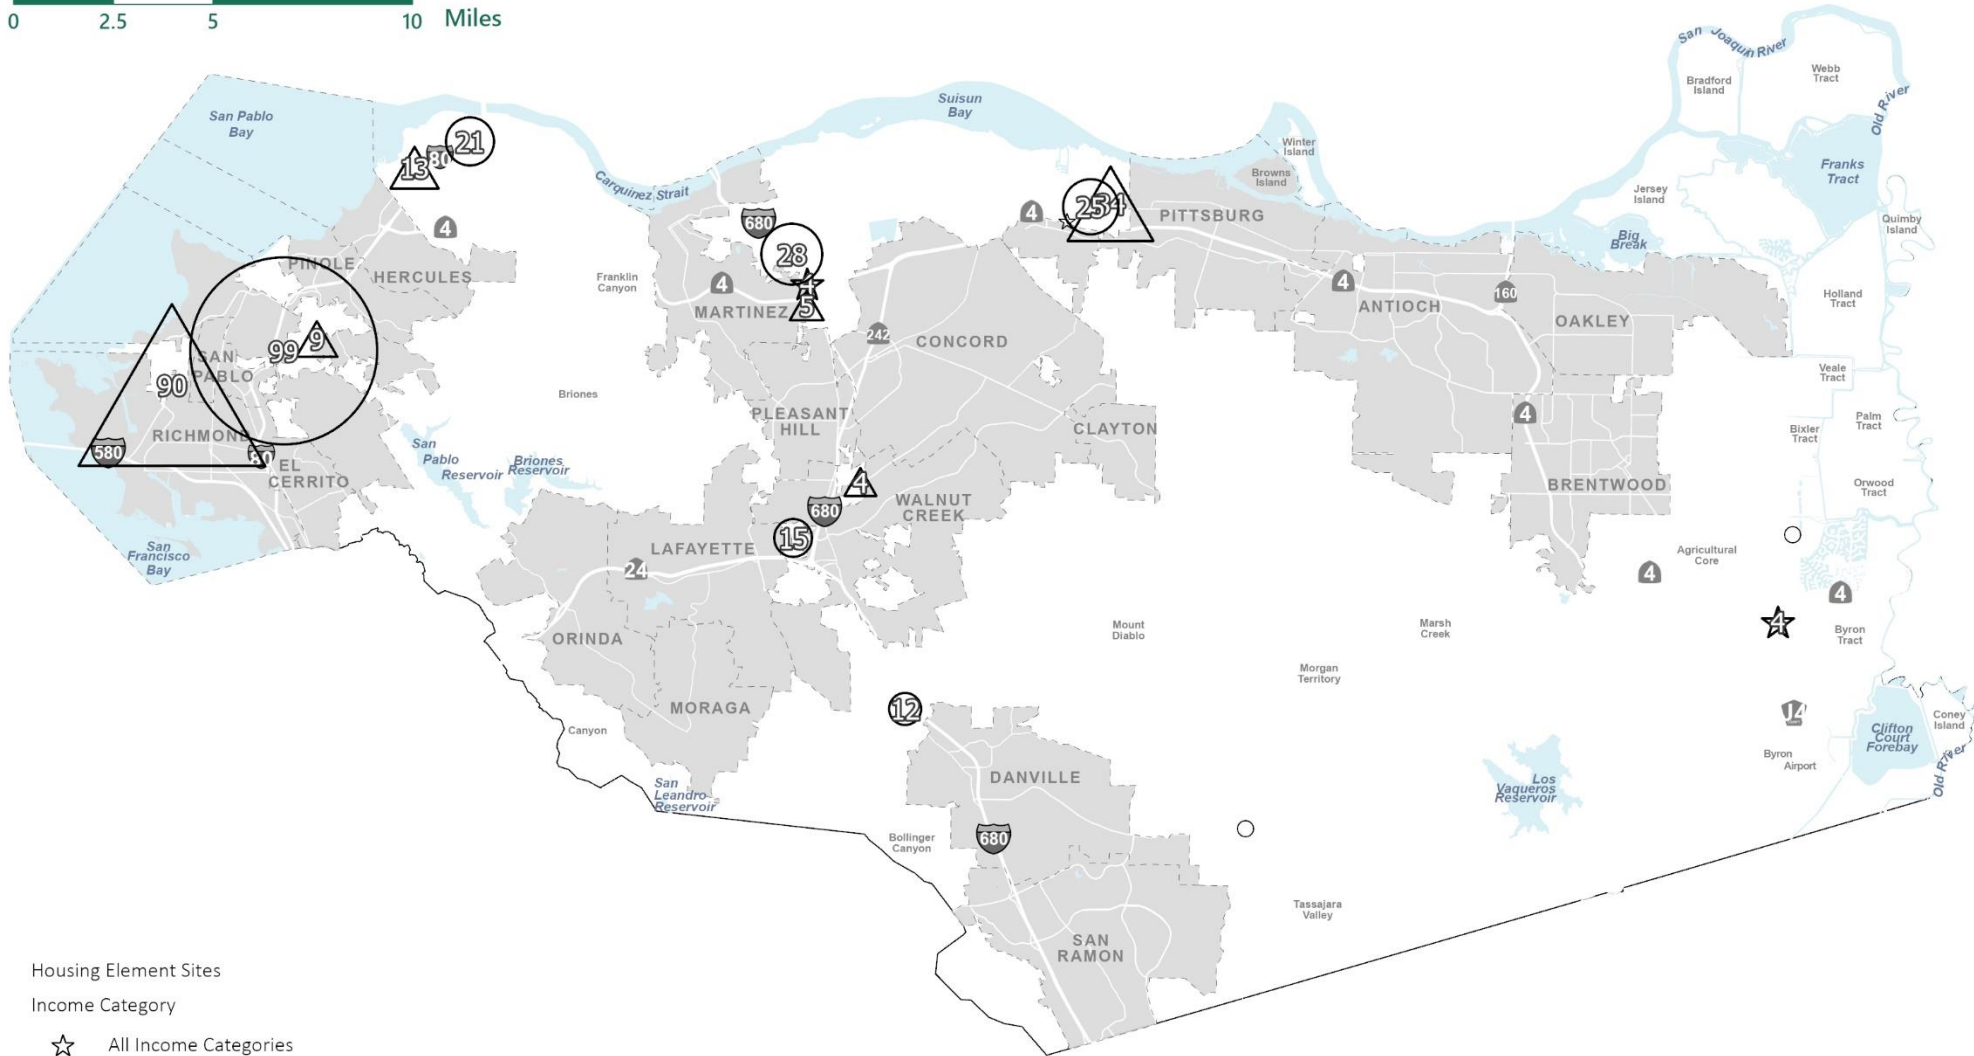 0 2.5 5 10 Miles
San Joaquin River
Bradford
Island
Webb
Tract
Old River
San Pablo
Bay
Suisun
Bay
21
13
80
Carquinez Strait
Winter
Island
Browns
Island
Franks
Tract
Jersey
Island
Quimby
Island
Big
Break
4
680
28
4
25
34
PITTSBURG
PINOLE
HERCULES
Franklin
Canyon
4
4
MARTINEZ
5
242
CONCORD
4
ANTIOCH
160
OAKLEY
Holland
Tract
99
9
SAN
PABLO
90
Briones
Veale
Tract
RICHMOND
580
80
EL
CERRITO
San
Pablo
Reservoir
Briones
Reservoir
PLEASANT
HILL
CLAYTON
4
Bixler
Tract
Palm
Tract
4
WALNUT
CREEK
680
BRENTWOOD
Orwood
Tract
San
Francisco
Bay
LAFAYETTE
15
24
Agricultural
Core
4
4
4
Byron
Tract
ORINDA
Mount
Diablo
Marsh
Creek
Morgan
Territory
MORAGA
12
Canyon
J4
Clifton
Court
Forebay
Coney
Island
Old River
Byron
Airport
San
Leandro
Reservoir
DANVILLE
Los
Vaqueros
Reservoir
Bollinger
Canyon
680
Tassajara
Valley
SAN
RAMON
Housing Element Sites
Income Category
All Income Categories